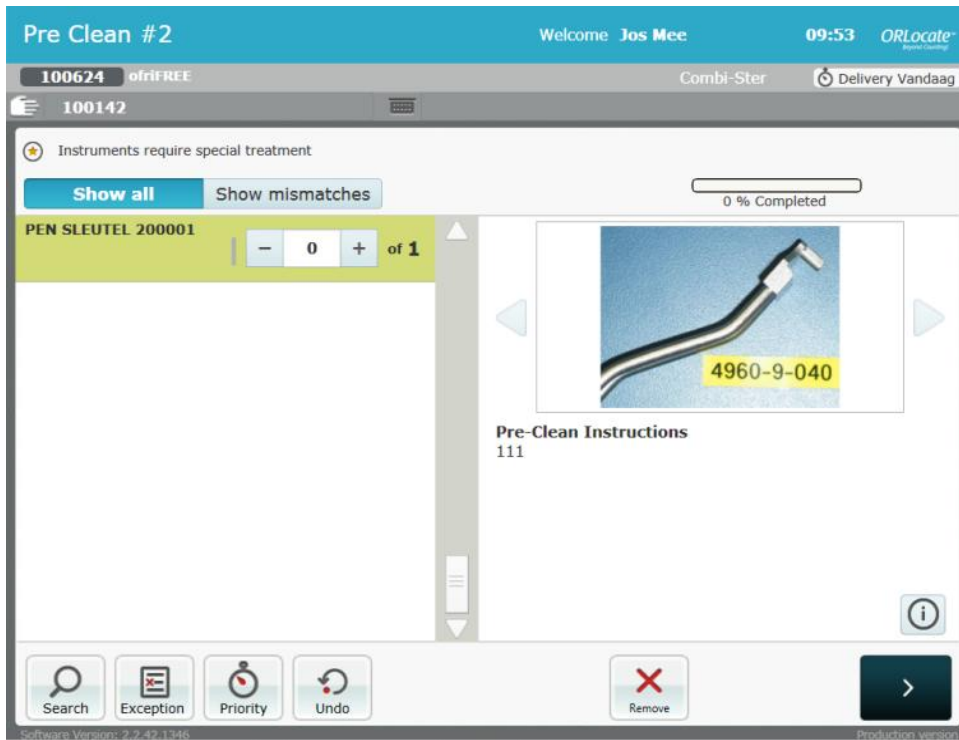 Pre Clean #2 Welcome Jos Mee 09:53 ORLocate
Beyond Counting!
100624 ofriFREE Combi-Ster Delivery Vandaag
100142
Instruments require special treatment
Show all Show mismatches
0 % Completed
PEN SLEUTEL 200001
− 0 + of 1
4960-9-040
Pre-Clean Instructions
111
Search Exception Priority Undo Remove
Software Version: 2.2.42.1346 Production version